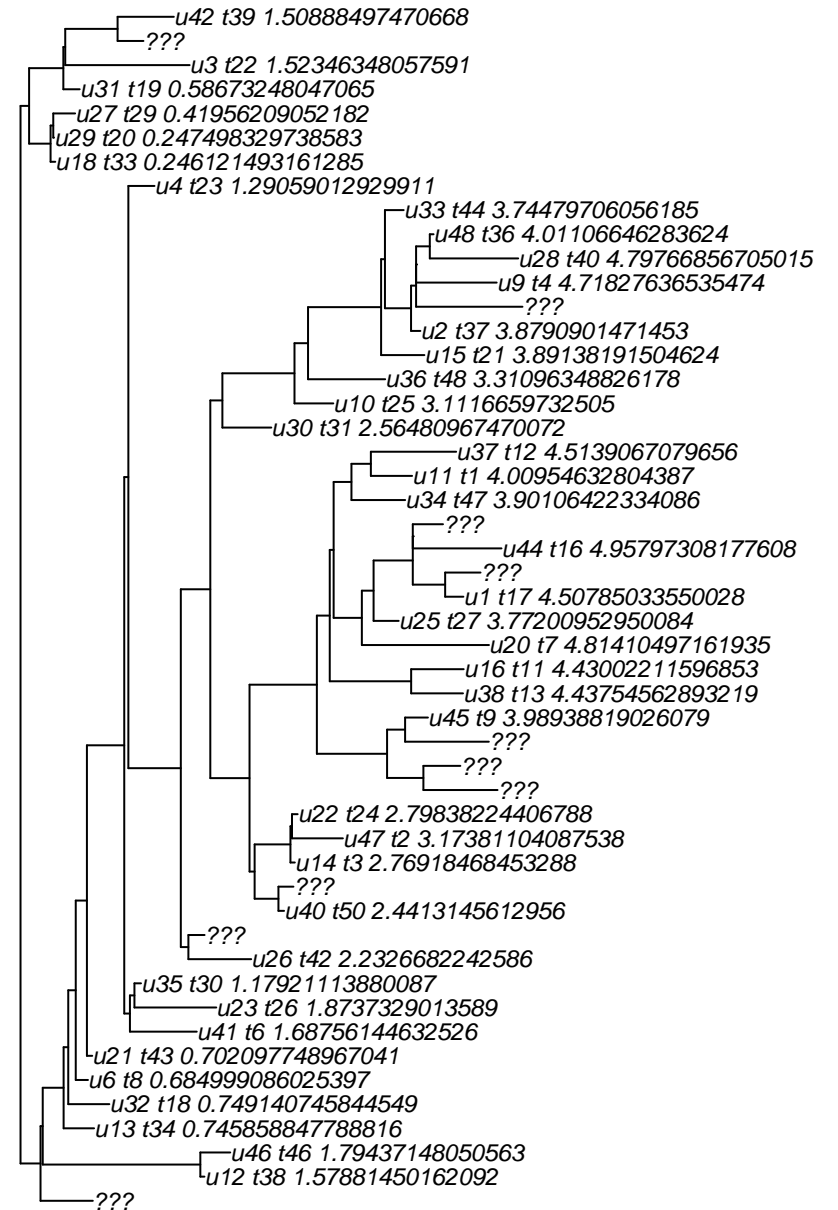 u42 t39 1.50888497470668
???
u3 t22 1.52346348057591
u31 t19 0.58673248047065
u27 t29 0.41956209052182
u29 t20 0.247498329738583
u18 t33 0.246121493161285
u4 t23 1.29059012929911
u33 t44 3.74479706056185
u48 t36 4.01106646283624
u28 t40 4.79766856705015
u9 t4 4.71827636535474
???
u2 t37 3.8790901471453
u15 t21 3.89138191504624
u36 t48 3.31096348826178
u10 t25 3.1116659732505
u30 t31 2.56480967470072
u37 t12 4.5139067079656
u11 t1 4.00954632804387
u34 t47 3.90106422334086
???
u44 t16 4.95797308177608
???
u1 t17 4.50785033550028
u25 t27 3.77200952950084
u20 t7 4.81410497161935
u16 t11 4.43002211596853
u38 t13 4.43754562893219
u45 t9 3.98938819026079
???
???
???
u22 t24 2.79838224406788
u47 t2 3.17381104087538
u14 t3 2.76918468453288
???
u40 t50 2.4413145612956
???
u26 t42 2.2326682242586
u35 t30 1.17921113880087
u23 t26 1.8737329013589
u41 t6 1.68756144632526
u21 t43 0.702097748967041
u6 t8 0.684999086025397
u32 t18 0.749140745844549
u13 t34 0.745858847788816
u46 t46 1.79437148050563
u12 t38 1.57881450162092
???